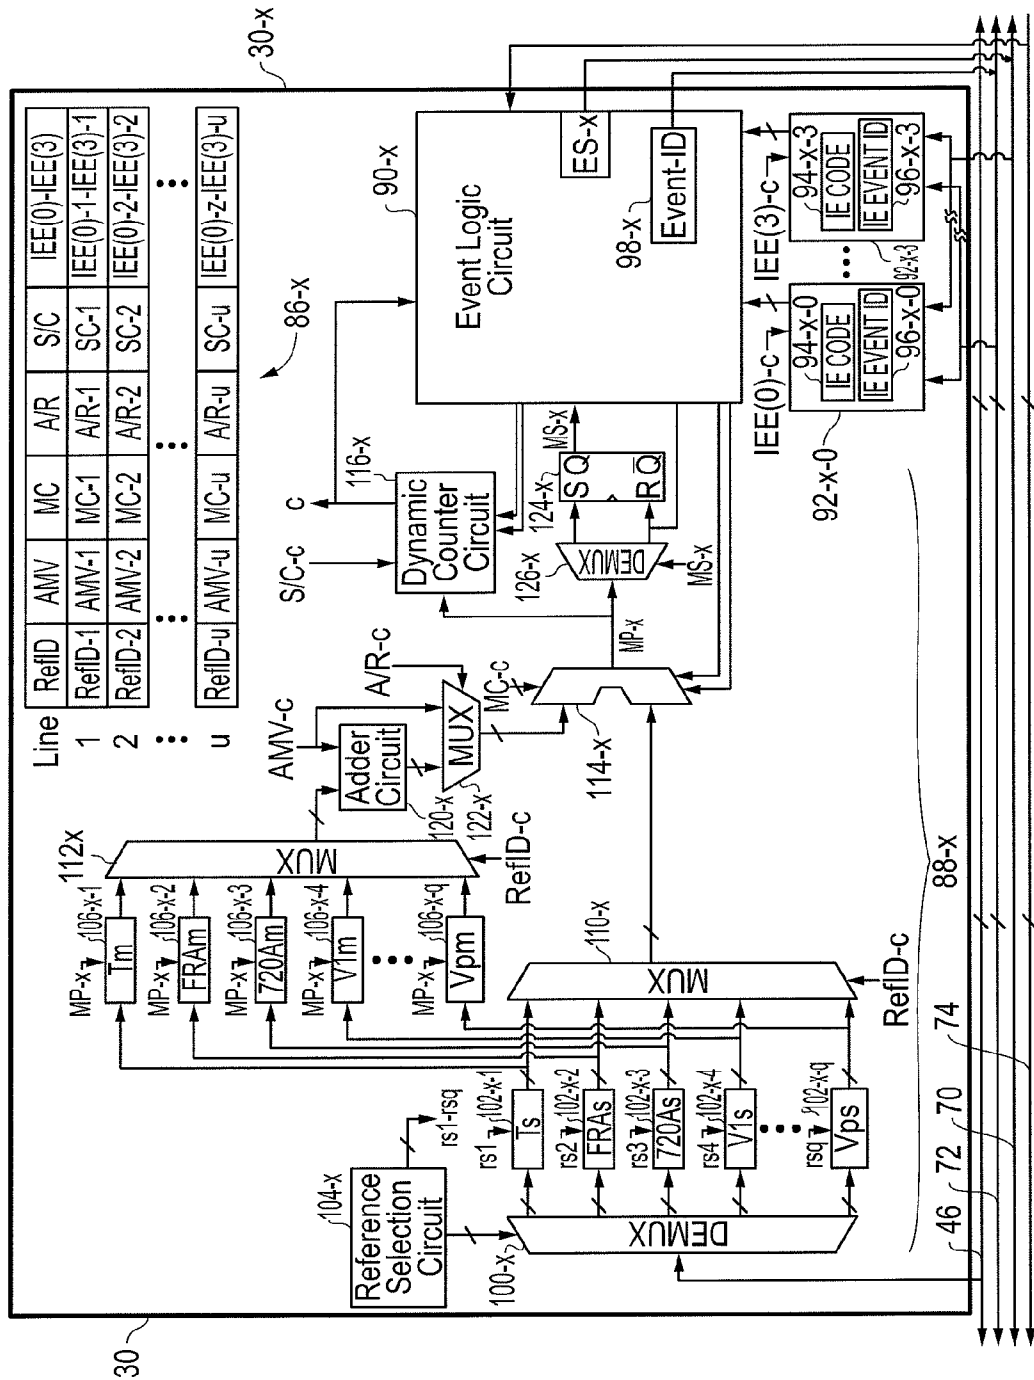 30-x
30
Line RefID AMV MC A/R S/C IEE(0)-IEE(3)
1 RefID-1 AMV-1 MC-1 A/R-1 SC-1 IEE(0)-1-IEE(3)-1
2 RefID-2 AMV-2 MC-2 A/R-2 SC-2 IEE(0)-2-IEE(3)-2
u RefID-u AMV-u MC-u A/R-u SC-u IEE(0)-z-IEE(3)-u
86-x
112x
MUX
RefID-c
MP-x 106-x-1
Tm
MP-x 106-x-2
FRAm
MP-x 106-x-3
720Am
MP-x 106-x-4
V1m
MP-x 106-x-q
Vpm
AMV-c
Adder
Circuit
120-x
A/R-c
MUX
122-x
S/C-c
c
116-x
Dynamic
Counter
Circuit
90-x
Event Logic
Circuit
ES-x
98-x
Event-ID
104-x
Reference
Selection
Circuit
rs1-rsq
100-x
DEMUX
rs1 102-x-1
Ts
rs2 102-x-2
FRAs
rs3 102-x-3
720As
rs4 102-x-4
V1s
rsq 102-x-q
Vps
110-x
MUX
RefID-c
MC-c
114-x
MP-x
126-x
DEMUX
MS-x
124-x
S Q
R Q
MS-x
IEE(0)-c
94-x-0
IE CODE
IE EVENT ID
96-x-0
92-x-0
IEE(3)-c
94-x-3
IE CODE
IE EVENT ID
96-x-3
92-x-3
88-x
46
72
70
74